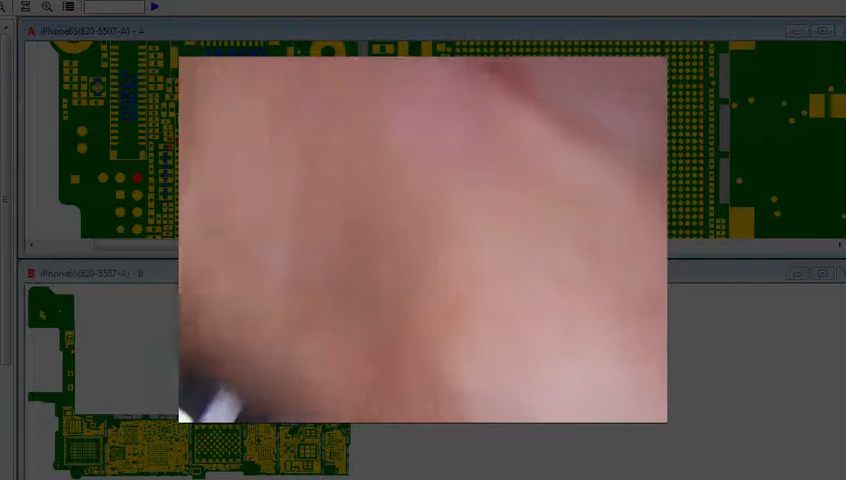 A iPhone6S(820-5507-A) - A
B iPhone6S(820-5507-A) - B